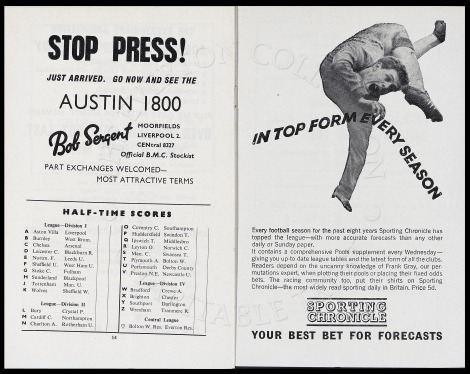 STOP PRESS!
JUST ARRIVED. GO NOW AND SEE THE
AUSTIN 1800
Bob Sergent
MOORFIELDS
LIVERPOOL 2.
CENtral 8327
Official B.M.C. Stockist
PART EXCHANGES WELCOMED—
MOST ATTRACTIVE TERMS
HALF-TIME SCORES
League—Division I
A Aston Villa Liverpool
B Burnley West Brom.
C Chelsea Arsenal
D Leicester C. Blackburn R.
E Nottm. F. Leeds U.
F Sheffield U. West Ham U.
G Stoke C. Fulham
H Sunderland Blackpool
J Tottenham Man. U.
K Wolves Sheffield W.
League—Division II
L Bury Crystal P.
M Cardiff C. Northampton
N Charlton A. Rotherham U.
O Coventry C. Southampton
P Huddersfield Swindon T.
Q Ipswich T. Middlesbro
R Leyton O. Norwich C.
S Man. C. Swansea T.
T Plymouth A. Bolton W.
U Portsmouth Derby County
V Preston N.E. Newcastle U.
League—Division IV
W Bradford Crewe A.
X Brighton Chester
Y Southport Darlington
Z Wrexham Tranmere R.
Central League
Bolton W. Res. Everton Res.
14
IN TOP FORM EVERY SEASON
Every football season for the past eight years Sporting Chronicle has
topped the league—with more accurate forecasts than any other
daily or Sunday paper.
It contains a comprehensive Pools supplement every Wednesday—
giving you up-to date league tables and the latest form of all the clubs.
Readers depend on the uncanny knowledge of Frank Gray, our per-
mutations expert, when plotting their pools or placing their fixed odds
bets. The racing community too, put their shirts on Sporting
Chronicle—the most widely read sporting daily in Britain. Price 5d.
SPORTING
CHRONICLE
YOUR BEST BET FOR FORECASTS